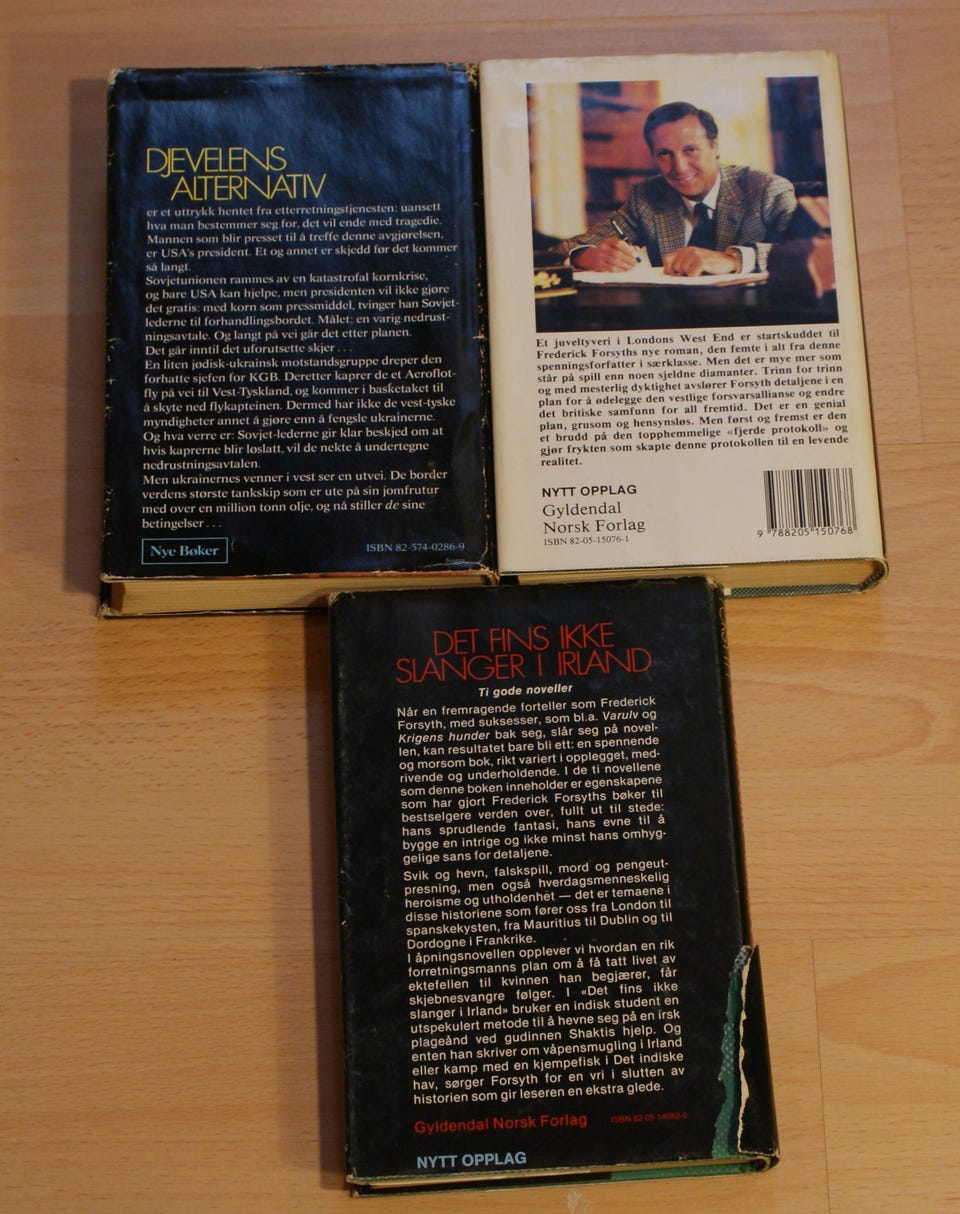 DJEVELENS
ALTERNATIV
er et uttrykk hentet fra etterretningstjenesten: uansett
hva man bestemmer seg for, det vil ende med tragedie.
Mannen som blir presset til å treffe denne avgjørelsen,
er USA's president. Et og annet er skjedd før det kommer
så langt.
Sovjetunionen rammes av en katastrofal kornkrise,
og bare USA kan hjelpe, men presidenten vil ikke gjøre
det gratis: med korn som pressmiddel, tvinger han Sovjet-
lederne til forhandlingsbordet. Målet: en varig nedrust-
ningsavtale. Og langt på vei går det etter planen.
Det går inntil det uforutsette skjer . . .
En liten jødisk-ukrainsk motstandsgruppe dreper den
forhatte sjefen for KGB. Deretter kaprer de et Aeroflot-
fly på vei til Vest-Tyskland, og kommer i basketaket til
å skyte ned flykapteinen. Dermed har ikke de vest-tyske
myndigheter annet å gjøre enn å fengsle ukrainerne.
Og hva verre er: Sovjet-lederne gir klar beskjed om at
hvis kaprerne blir løslatt, vil de nekte å undertegne
nedrustningsavtalen.
Men ukrainernes venner i vest ser en utvei. De border
verdens største tankskip som er ute på sin jomfrutur
med over en million tonn olje, og nå stiller de sine
betingelser . . .
Nye Bøker
ISBN 82-574-0286-9
Et juveltyveri i Londons West End er startskuddet til
Frederick Forsyths nye roman, den femte i alt fra denne
spenningsforfatter i særklasse. Men det er mye mer som
står på spill enn noen sjeldne diamanter. Trinn for trinn
og med mesterlig dyktighet avslører Forsyth detaljene i en
plan for å ødelegge den vestlige forsvarsallianse og endre
det britiske samfunn for all fremtid. Det er en genial
plan, grusom og hensynsløs. Men først og fremst er den
et brudd på den topphemmelige «fjerde protokoll» og
gjør frykten som skapte denne protokollen til en levende
realitet.
NYTT OPPLAG
Gyldendal
Norsk Forlag
ISBN 82-05-15076-1
9 788205 150768
DET FINS IKKE
SLANGER I IRLAND
Ti gode noveller
Når en fremragende forteller som Frederick
Forsyth, med suksesser, som bl.a. Varulv og
Krigens hunder bak seg, slår seg på novel-
len, kan resultatet bare bli ett: en spennende
og morsom bok, rikt variert i opplegget, med-
rivende og underholdende. I de ti novellene
som denne boken inneholder er egenskapene
som har gjort Frederick Forsyths bøker til
bestselgere verden over, fullt ut til stede:
hans sprudlende fantasi, hans evne til å
bygge en intrige og ikke minst hans omhyg-
gelige sans for detaljene.
Svik og hevn, falskspill, mord og pengeut-
presning, men også hverdagsmenneskelig
heroisme og utholdenhet — det er temaene i
disse historiene som fører oss fra London til
spanskekysten, fra Mauritius til Dublin og til
Dordogne i Frankrike.
I åpningsnovellen opplever vi hvordan en rik
forretningsmanns plan om å få tatt livet av
ektefellen til kvinnen han begjærer, får
skjebnesvangre følger. I «Det fins ikke
slanger i Irland» bruker en indisk student en
utspekulert metode til å hevne seg på en irsk
plageånd ved gudinnen Shaktis hjelp. Og
enten han skriver om våpensmugling i Irland
eller kamp med en kjempefisk i Det indiske
hav, sørger Forsyth for en vri i slutten av
historien som gir leseren en ekstra glede.
Gyldendal Norsk Forlag
ISBN 82-05-14062-0
NYTT OPPLAG